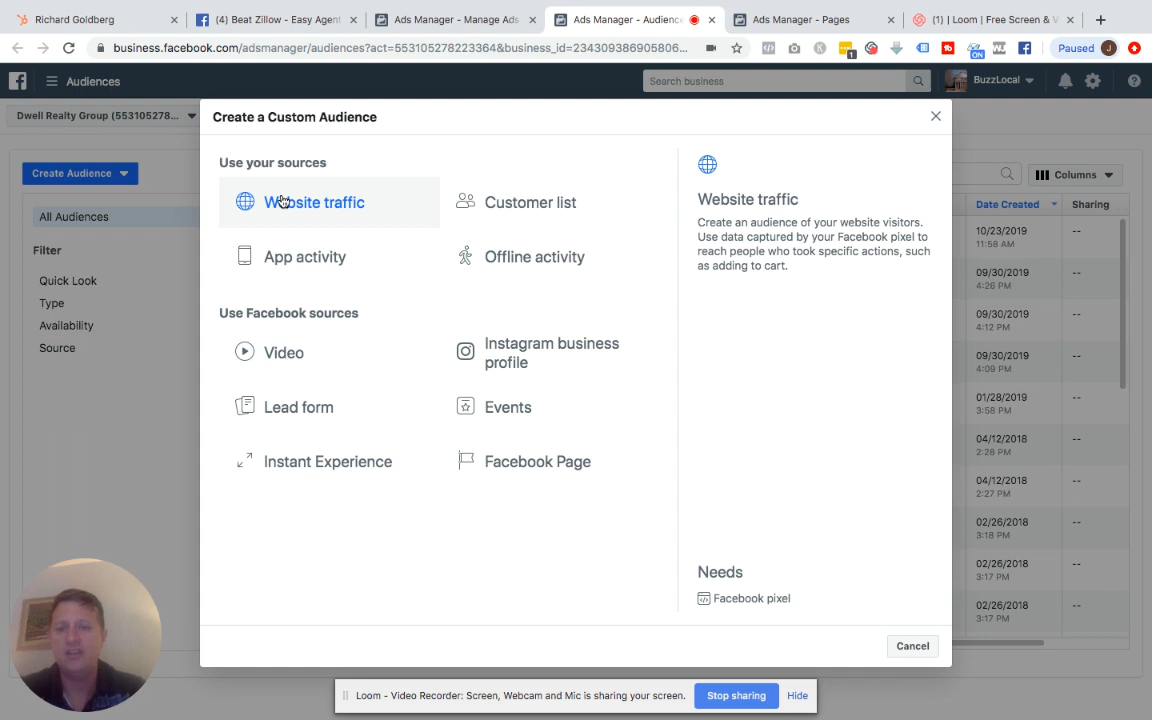 Richard Goldberg
(4) Beat Zillow - Easy Agent
Ads Manager - Manage Ads
Ads Manager - Audience
Ads Manager - Pages
(1) | Loom | Free Screen & V
business.facebook.com/adsmanager/audiences?act=553105278223364&business_id=234309386905806...
1
ON
Paused
J
Audiences
Search business
BuzzLocal
Dwell Realty Group (553105278...
Create Audience
Columns
All Audiences
Filter
Quick Look
Type
Availability
Source
Date Created
Sharing
10/23/2019
11:58 AM
--
09/30/2019
4:26 PM
--
09/30/2019
4:12 PM
--
09/30/2019
4:09 PM
--
01/28/2019
3:58 PM
--
04/12/2018
2:28 PM
--
04/12/2018
2:27 PM
--
02/26/2018
3:18 PM
--
02/26/2018
3:17 PM
--
02/26/2018
3:17 PM
--
Create a Custom Audience
Use your sources
Website traffic
Customer list
App activity
Offline activity
Use Facebook sources
Video
Instagram business
profile
Lead form
Events
Instant Experience
Facebook Page
Website traffic
Create an audience of your website visitors.
Use data captured by your Facebook pixel to
reach people who took specific actions, such
as adding to cart.
Needs
Facebook pixel
Cancel
Loom - Video Recorder: Screen, Webcam and Mic is sharing your screen.
Stop sharing
Hide